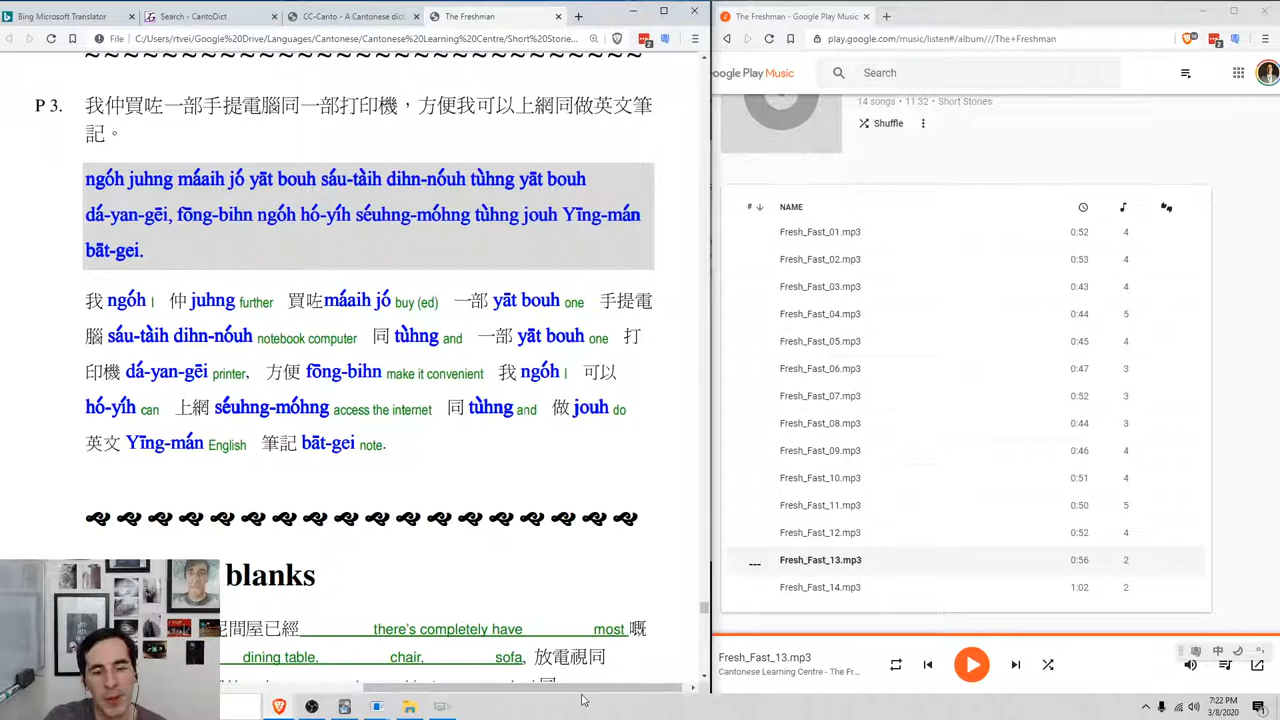 Bing Microsoft Translator
Search - CantoDict
CC-Canto - A Cantonese dict
The Freshman
File
C:/Users/rtvei/Google%20Drive/Languages/Cantonese/Cantonese%20Learning%20Centre/Short%20Storie...
2
P 3. 我仲買咗一部手提電腦同一部打印機，方便我可以上網同做英文筆
記。
ngóh juhng máaih jó yāt bouh sáu-tàih dihn-nóuh tùhng yāt bouh
dá-yan-gēi, fōng-bihn ngóh hó-yíh séuhng-móhng tùhng jouh Yīng-mán
bāt-gei.
我 ngóh I 仲 juhng further 買咗máaih jó buy (ed) 一部 yāt bouh one 手提電
腦 sáu-tàih dihn-nóuh notebook computer 同 tùhng and 一部 yāt bouh one 打
印機 dá-yan-gēi printer, 方便 fōng-bihn make it convenient 我 ngóh I 可以
hó-yíh can 上網 séuhng-móhng access the internet 同 tùhng and 做 jouh do
英文 Yīng-mán English 筆記 bāt-gei note.
blanks
間屋已經 there's completely have most 嘅
dining table, chair, sofa, 放電視同
The Freshman - Google Play Music
play.google.com/music/listen#/album///The+Freshman
2
oogle Play Music
Search
14 songs • 11:32 • Short Stories
Shuffle
# NAME
Fresh_Fast_01.mp3 0:52 4
Fresh_Fast_02.mp3 0:53 4
Fresh_Fast_03.mp3 0:43 4
Fresh_Fast_04.mp3 0:44 5
Fresh_Fast_05.mp3 0:45 4
Fresh_Fast_06.mp3 0:47 3
Fresh_Fast_07.mp3 0:52 3
Fresh_Fast_08.mp3 0:44 3
Fresh_Fast_09.mp3 0:46 4
Fresh_Fast_10.mp3 0:51 4
Fresh_Fast_11.mp3 0:50 5
Fresh_Fast_12.mp3 0:52 4
Fresh_Fast_13.mp3 0:56 2
Fresh_Fast_14.mp3 1:02 2
Fresh_Fast_13.mp3
Cantonese Learning Centre - The Fr...
中
7:22 PM
3/8/2020